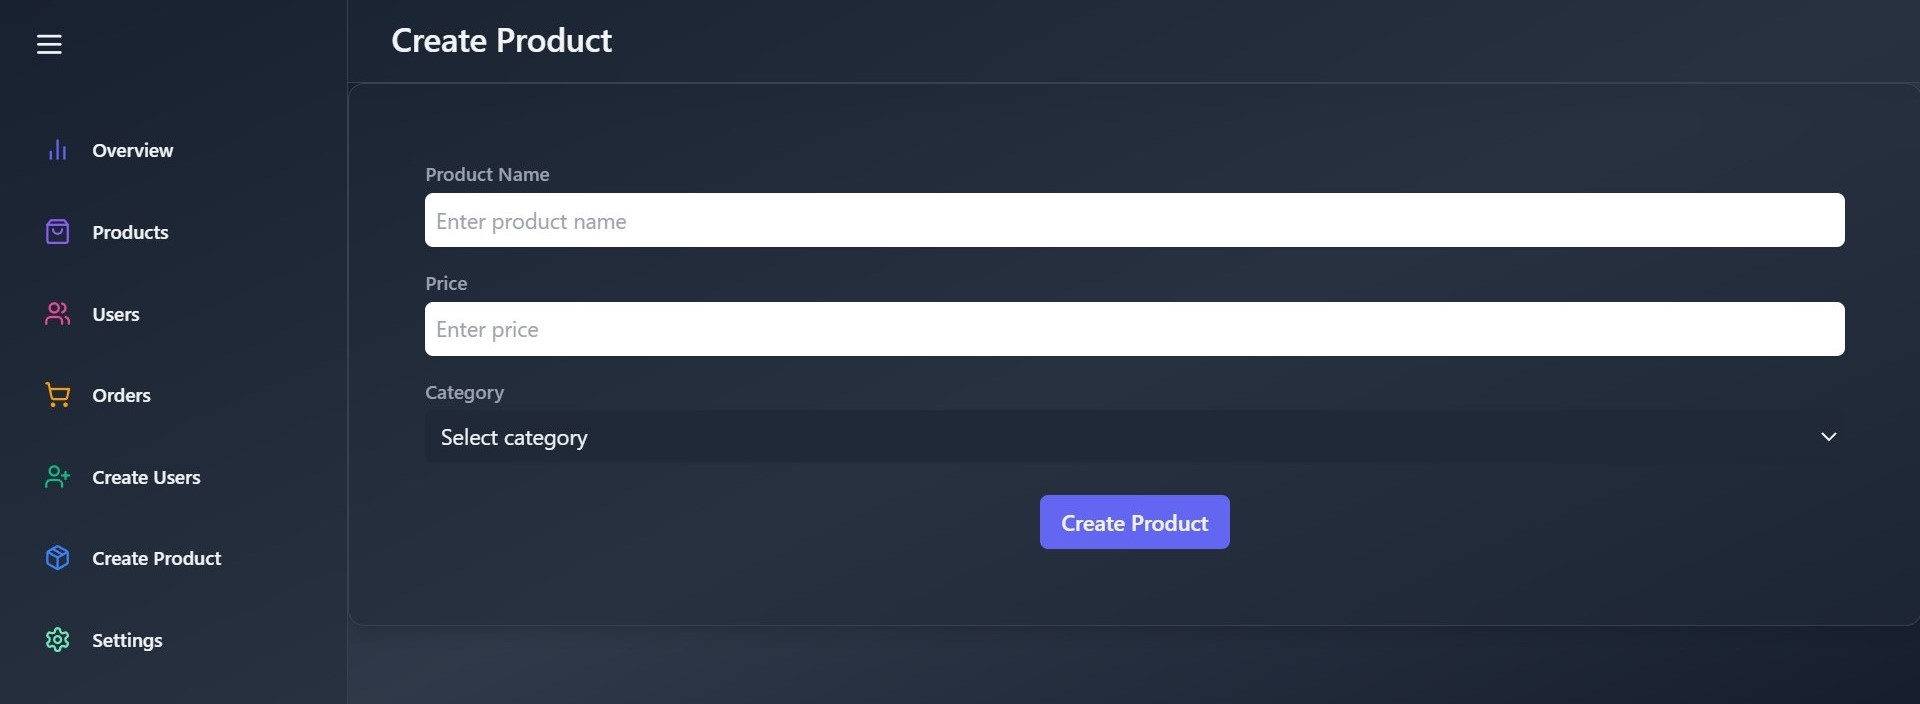 Create Product
Overview
Products
Users
Orders
Create Users
Create Product
Settings
Product Name
Enter product name
Price
Enter price
Category
Select category
Create Product